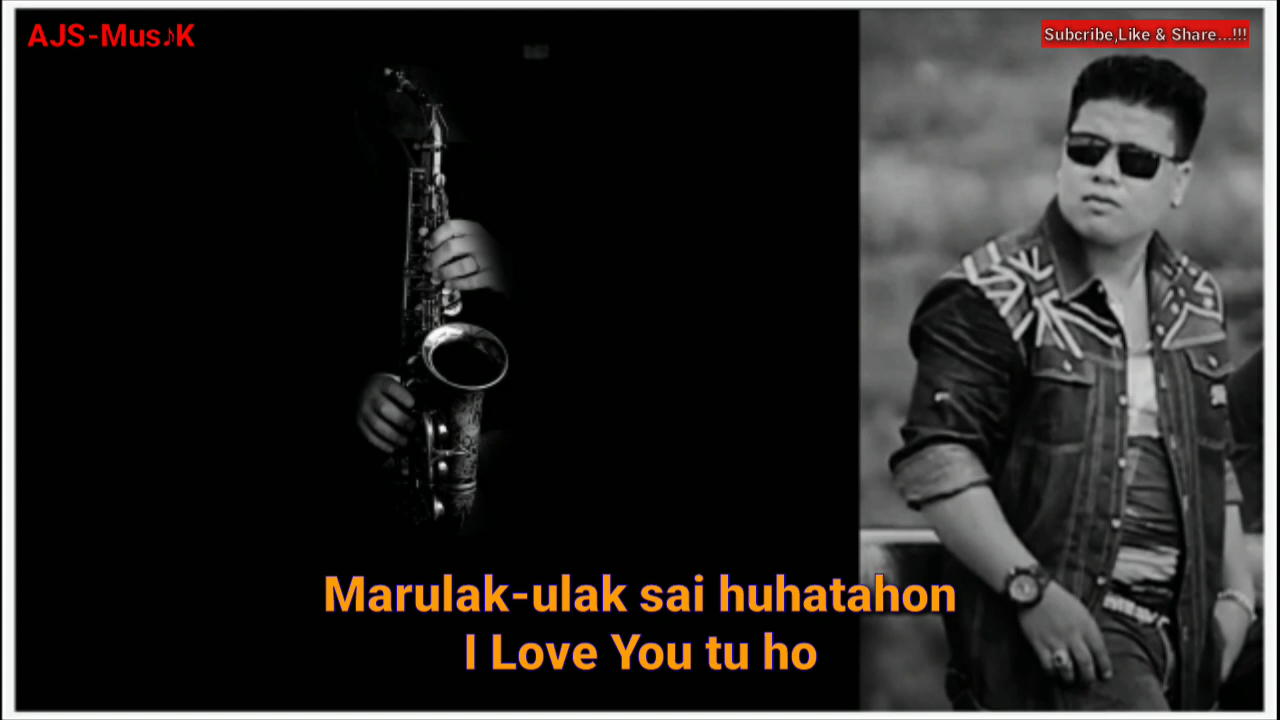 AJS-Mus♪K
Subcribe,Like & Share...!!!
Marulak-ulak sai huhatahon
I Love You tu ho